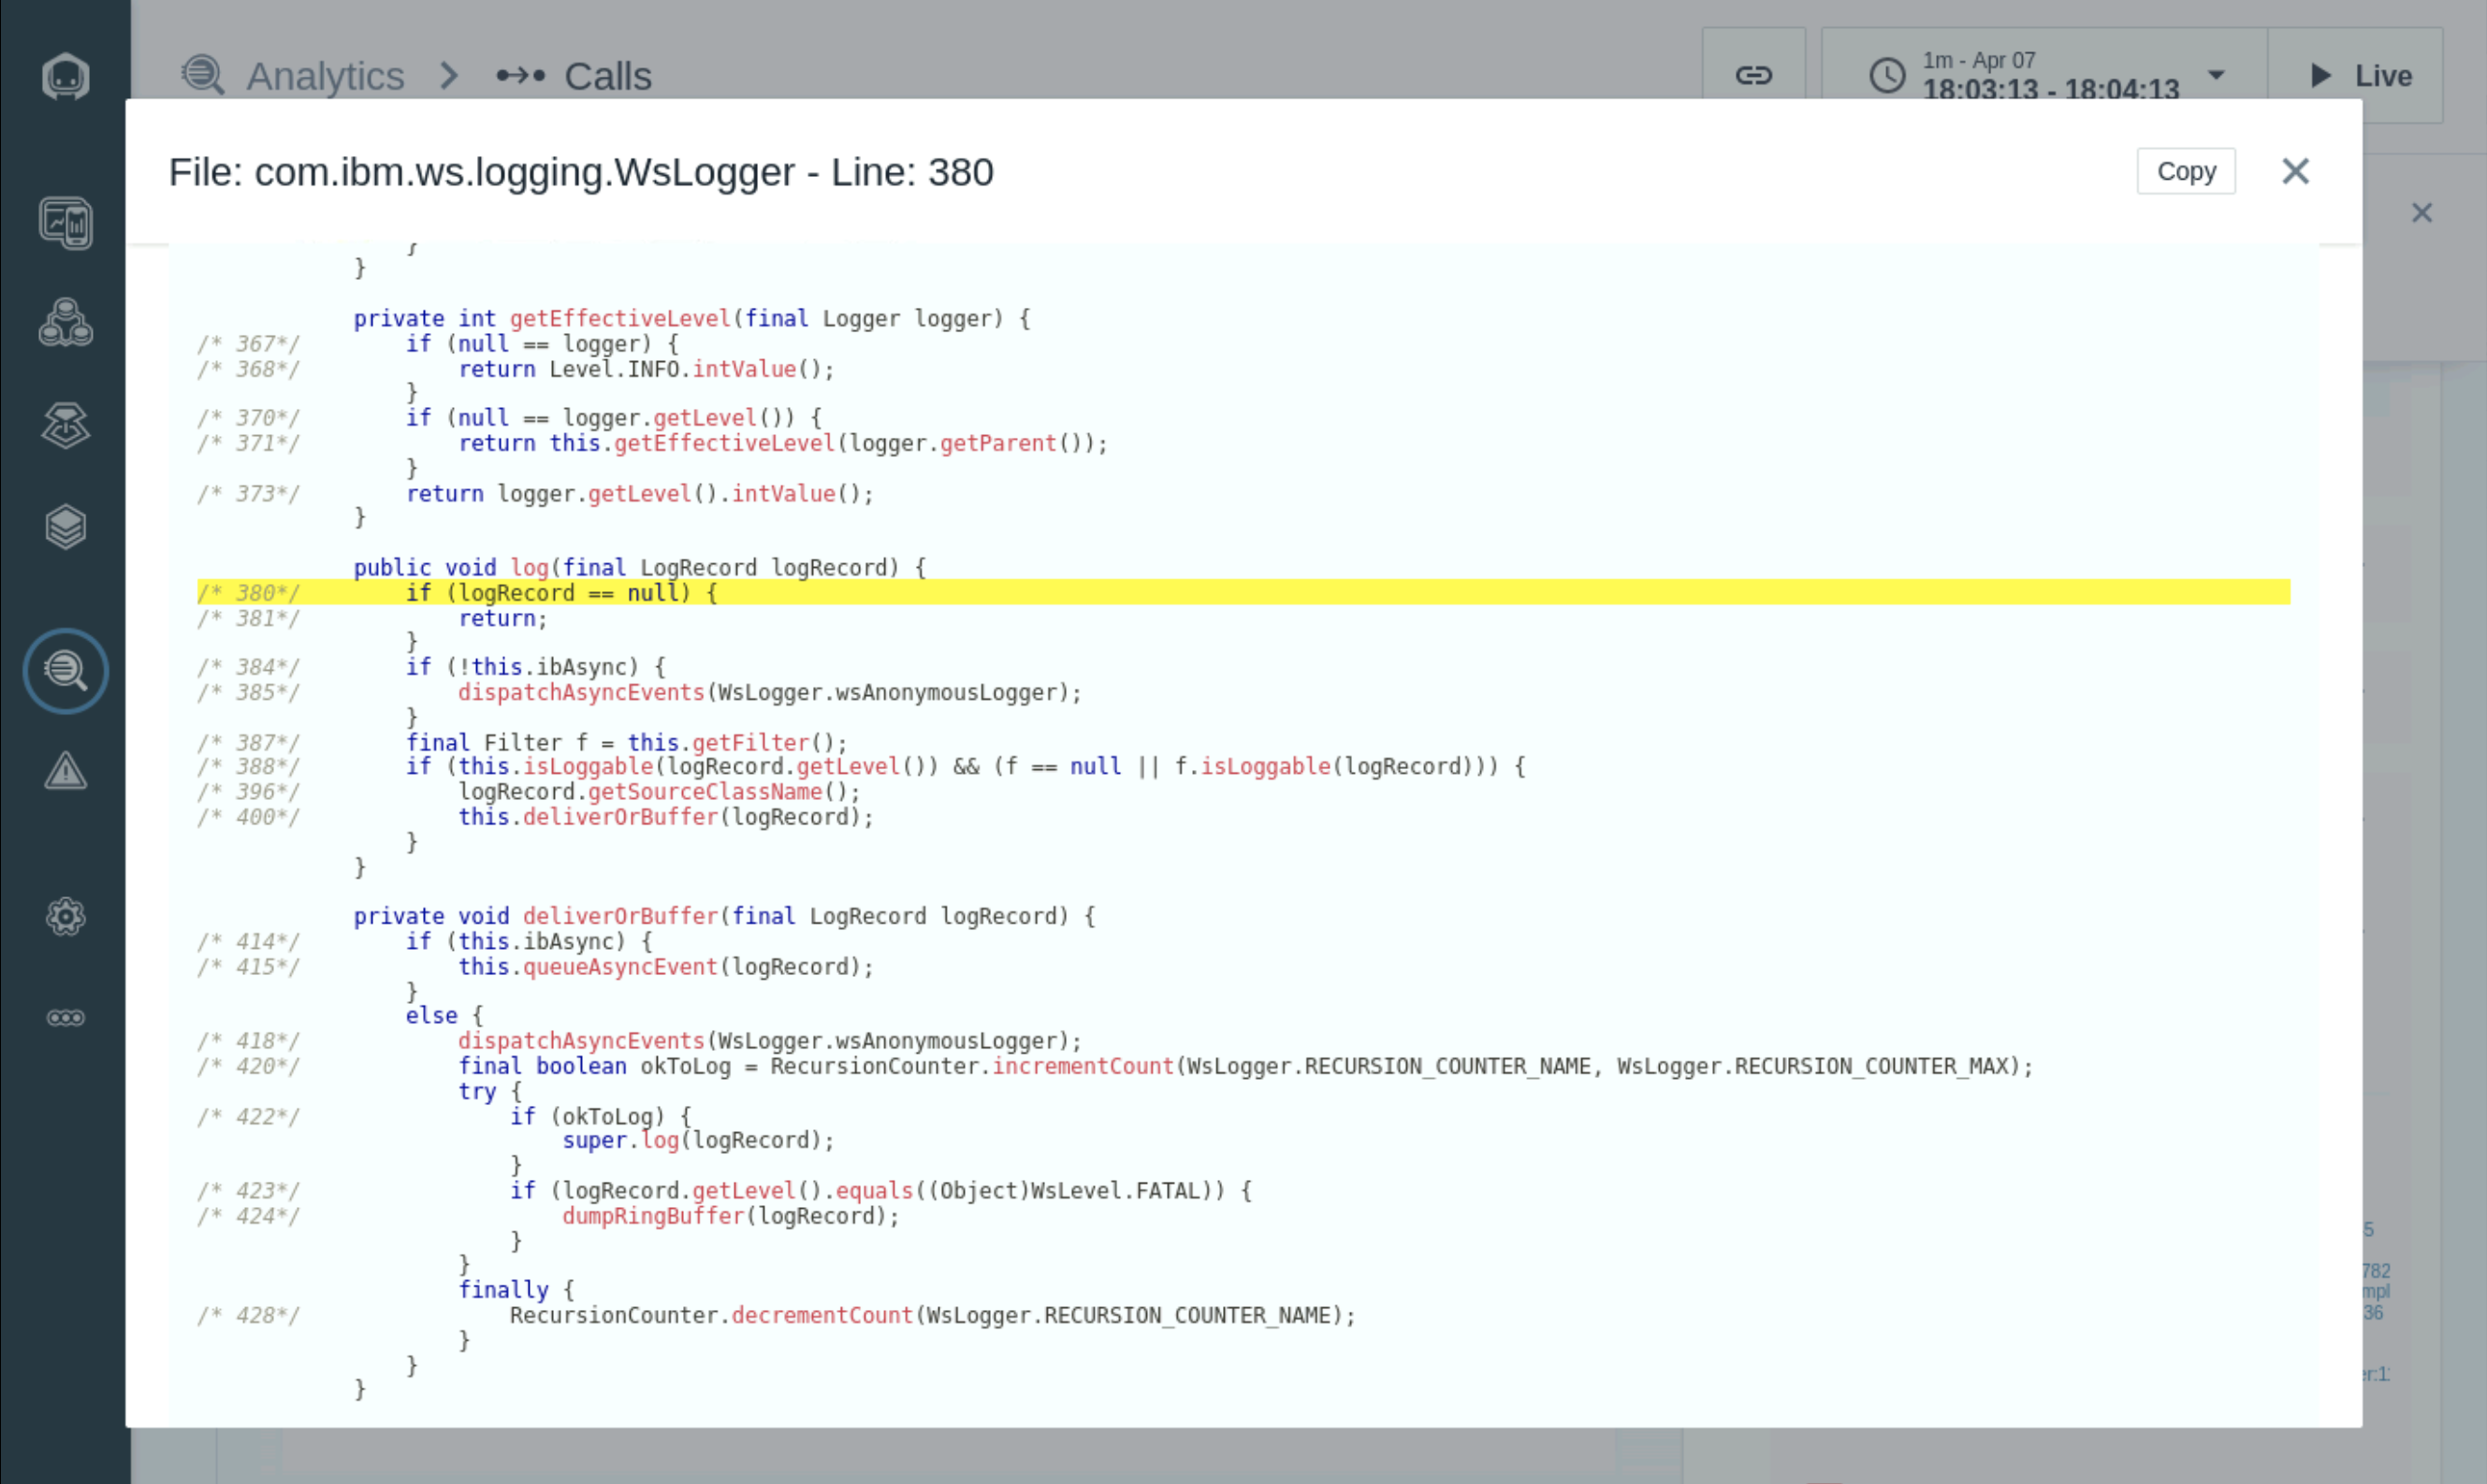 Analytics > Calls
1m - Apr 07
18:03:13 - 18:04:13
Live
File: com.ibm.ws.logging.WsLogger - Line: 380
Copy
}
}
private int getEffectiveLevel(final Logger logger) {
/* 367*/ if (null == logger) {
/* 368*/ return Level.INFO.intValue();
}
/* 370*/ if (null == logger.getLevel()) {
/* 371*/ return this.getEffectiveLevel(logger.getParent());
}
/* 373*/ return logger.getLevel().intValue();
}
public void log(final LogRecord logRecord) {
/* 380*/ if (logRecord == null) {
/* 381*/ return;
}
/* 384*/ if (!this.ibAsync) {
/* 385*/ dispatchAsyncEvents(WsLogger.wsAnonymousLogger);
}
/* 387*/ final Filter f = this.getFilter();
/* 388*/ if (this.isLoggable(logRecord.getLevel()) && (f == null || f.isLoggable(logRecord))) {
/* 396*/ logRecord.getSourceClassName();
/* 400*/ this.deliverOrBuffer(logRecord);
}
}
private void deliverOrBuffer(final LogRecord logRecord) {
/* 414*/ if (this.ibAsync) {
/* 415*/ this.queueAsyncEvent(logRecord);
}
else {
/* 418*/ dispatchAsyncEvents(WsLogger.wsAnonymousLogger);
/* 420*/ final boolean okToLog = RecursionCounter.incrementCount(WsLogger.RECURSION_COUNTER_NAME, WsLogger.RECURSION_COUNTER_MAX);
try {
/* 422*/ if (okToLog) {
super.log(logRecord);
}
/* 423*/ if (logRecord.getLevel().equals((Object)WsLevel.FATAL)) {
/* 424*/ dumpRingBuffer(logRecord);
}
}
finally {
/* 428*/ RecursionCounter.decrementCount(WsLogger.RECURSION_COUNTER_NAME);
}
}
}
5
782
mpl
36
er:1